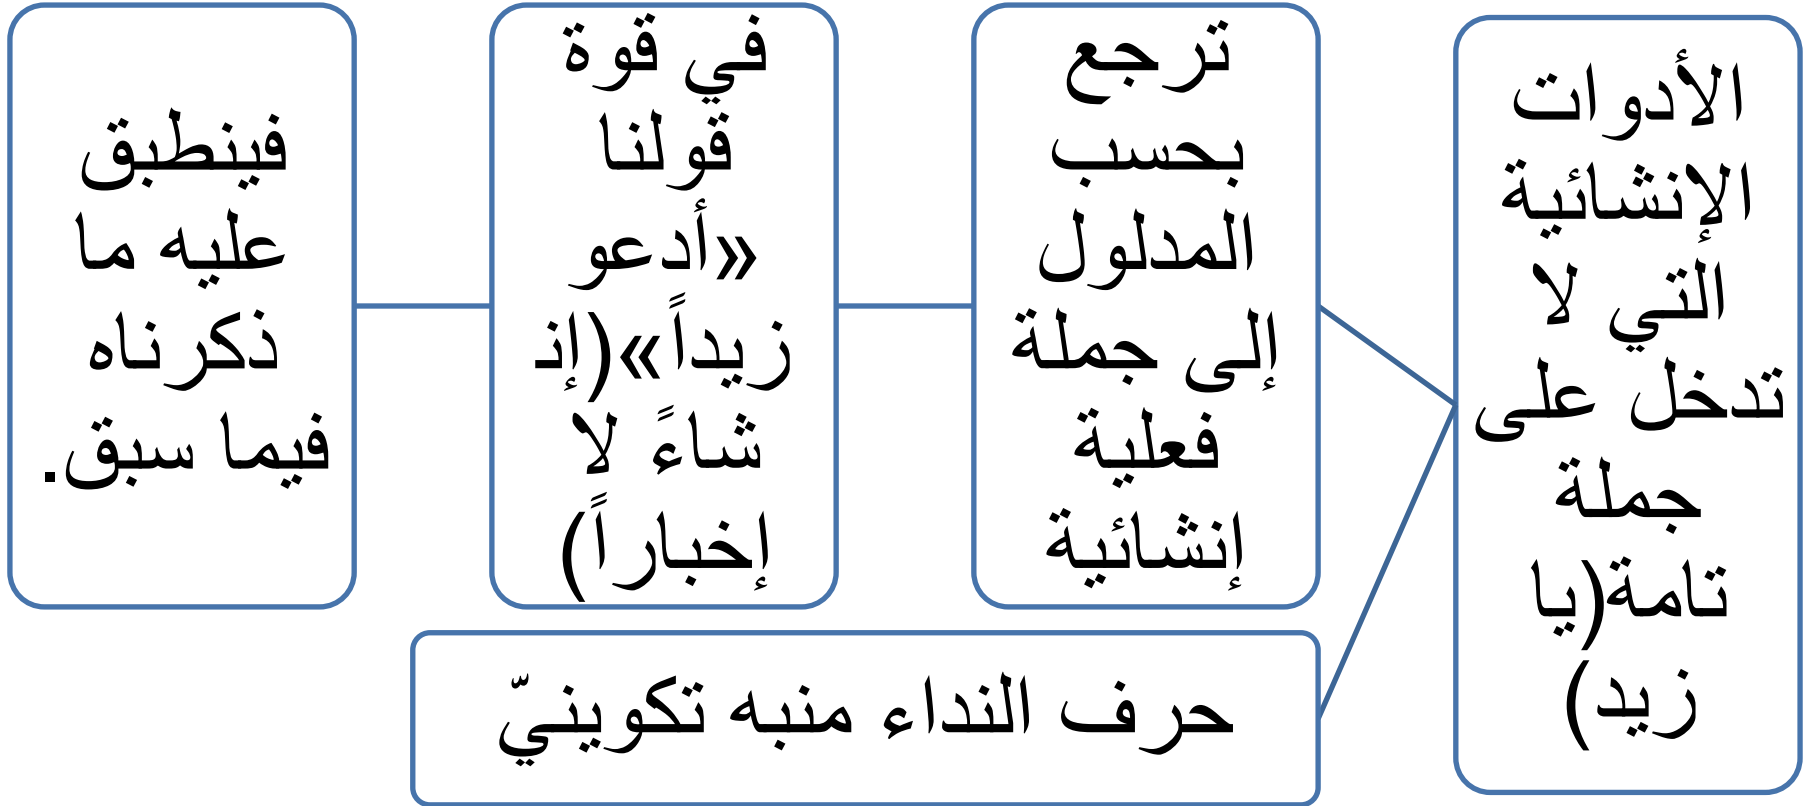 الأدوات
الإنشائية
التي لا
تدخل على
جملة
تامة(يا
زيد)
ترجع
بحسب
المدلول
إلى جملة
فعلية
إنشائية
في قوة
قولنا
«أدعو
زيداً»(إنـ
شاءً لا
إخباراً)
فينطبق
عليه ما
ذكرناه
فيما سبق.
حرف النداء منبه تكوينيّ